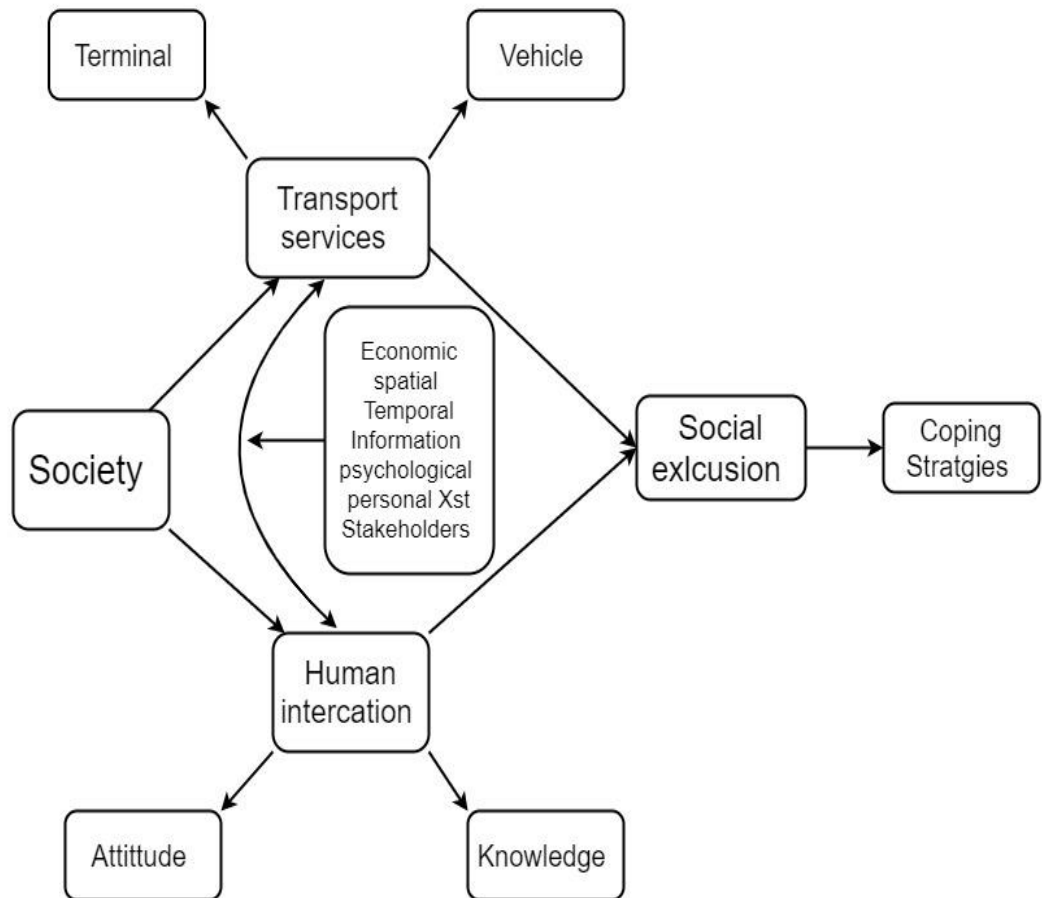 Terminal
Vehicle
Transport
services
Economic
spatial
Temporal
Information
psychological
personal Xst
Stakeholders
Society
Social
exlcusion
Coping
Stratgies
Human
intercation
Attittude
Knowledge